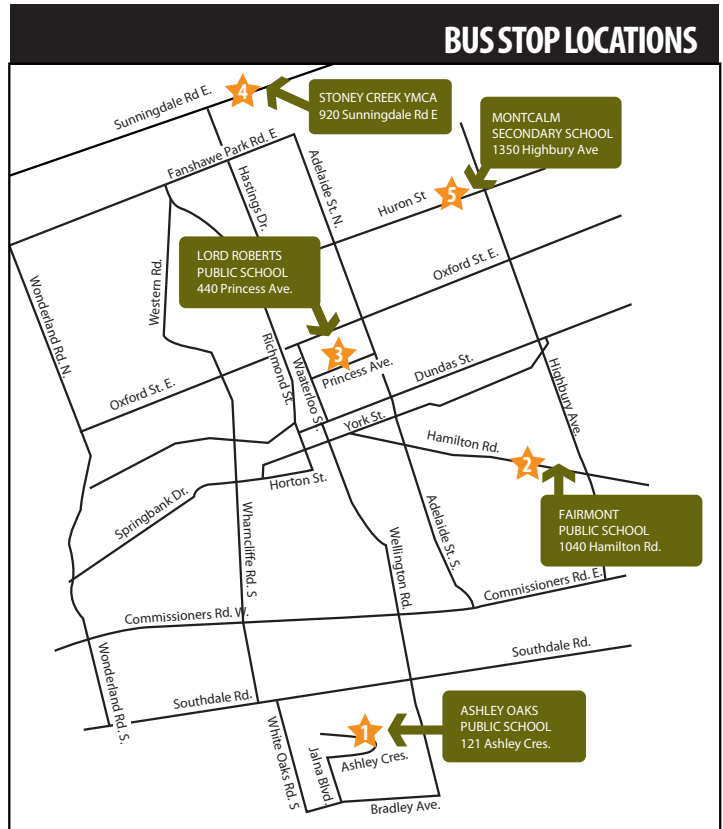 BUS STOP LOCATIONS
4
STONEY CREEK YMCA
920 Sunningdale Rd E
Sunningdale Rd E.
MONTCALM
SECONDARY SCHOOL
1350 Highbury Ave
Fanshawe Park Rd. E
Hastings Dr.
Adelaide St. N.
Huron St
5
LORD ROBERTS
PUBLIC SCHOOL
440 Princess Ave.
Oxford St. E.
Wonderland Rd. N.
Western Rd.
Richmond St.
3
Waaterloo St.
Princess Ave.
Dundas St.
Highbury Ave.
Oxford St. E.
York St.
Hamilton Rd.
2
Horton St.
Springbank Dr.
FAIRMONT
PUBLIC SCHOOL
1040 Hamilton Rd.
Wharncliffe Rd. S
Wellington Rd.
Adelaide St. S.
Commissioners Rd. E.
Commissioners Rd. W.
Southdale Rd.
Wonderland Rd. S.
Southdale Rd.
ASHLEY OAKS
PUBLIC SCHOOL
121 Ashley Cres.
1
White Oaks Rd. S
Jalna Blvd.
Ashley Cres.
Bradley Ave.